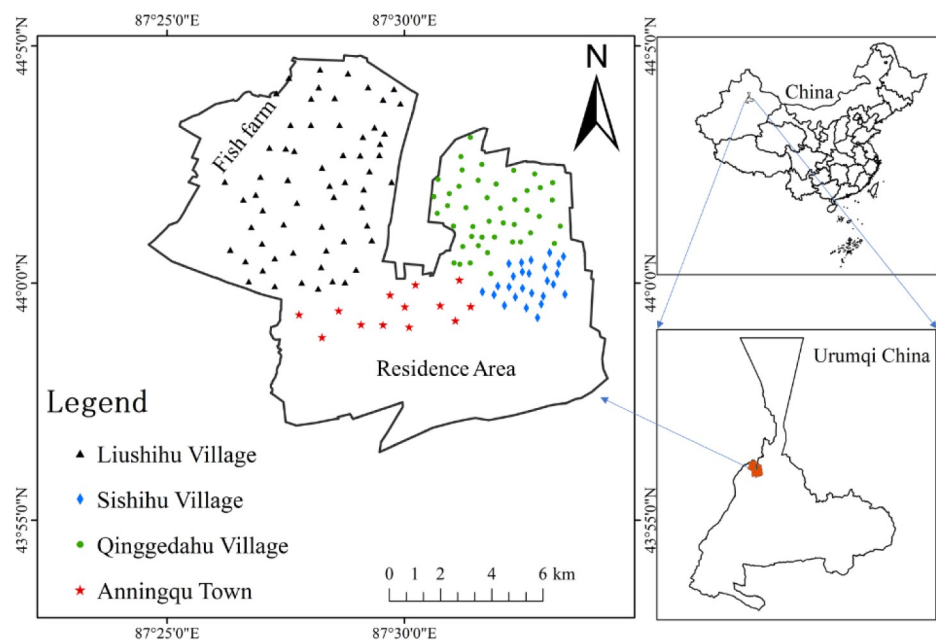 87°25'0"E
87°30'0"E
44°5'0"N
44°5'0"N
N
China
Fish farm
44°0'0"N
44°0'0"N
Residence Area
Urumqi China
Legend
Liushihu Village
Sishihu Village
Qinggedahu Village
Anningqu Town
43°55'0"N
43°55'0"N
0 1 2 4 6 km
87°25'0"E
87°30'0"E